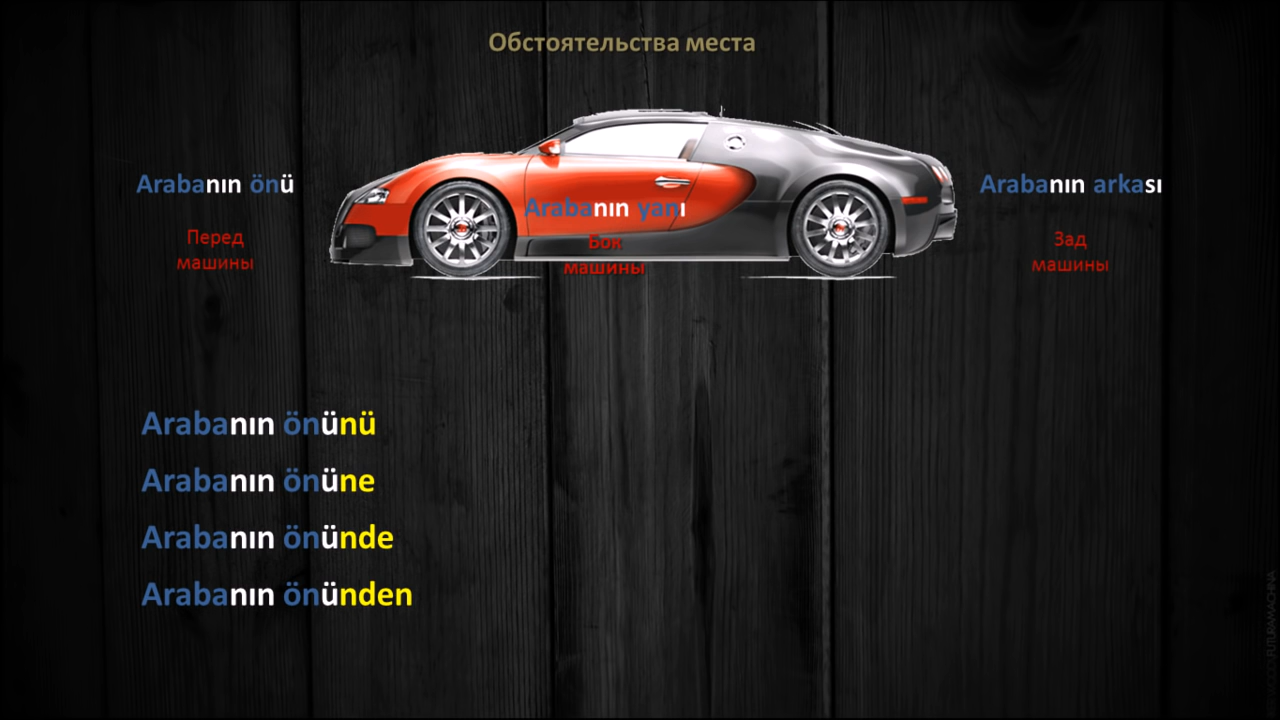 Обстоятельства места
Arabanın önü
Перед
машины
Arabanın yanı
Бок
машины
Arabanın arkası
Зад
машины
Arabanın önünü
Arabanın önüne
Arabanın önünde
Arabanın önünden